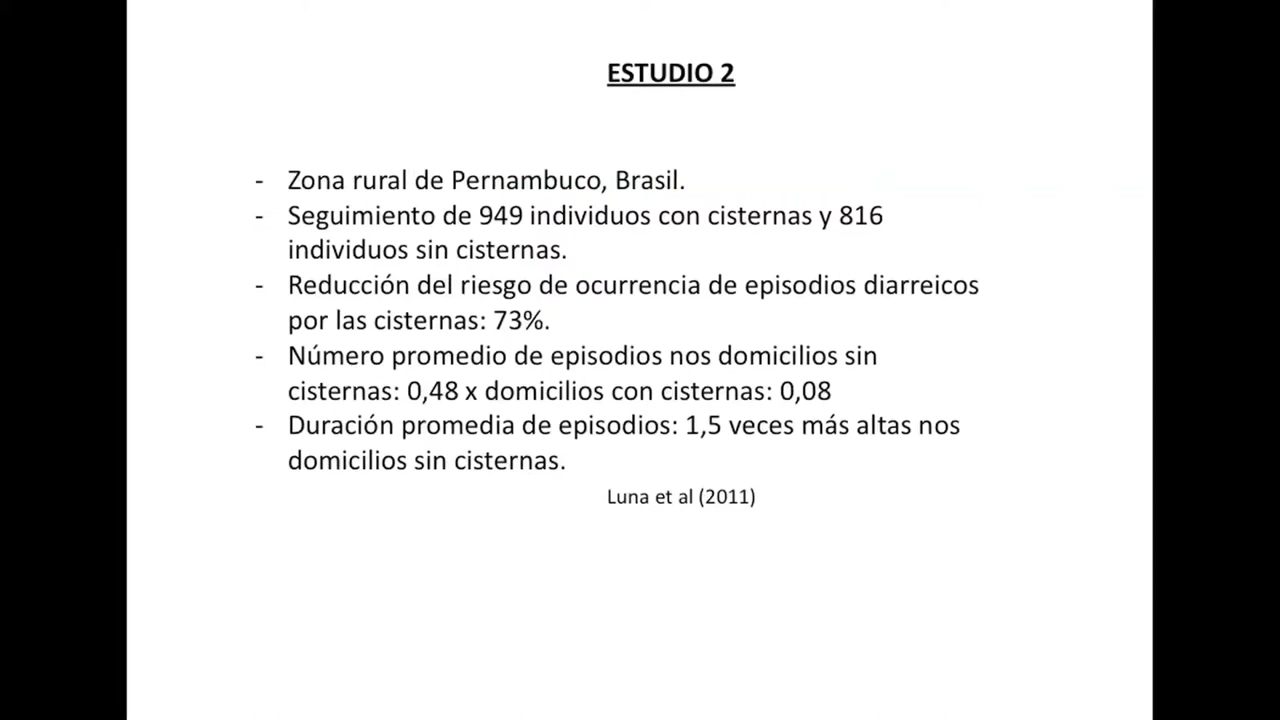 ESTUDIO 2
- Zona rural de Pernambuco, Brasil.
- Seguimiento de 949 individuos con cisternas y 816
individuos sin cisternas.
- Reducción del riesgo de ocurrencia de episodios diarreicos
por las cisternas: 73%.
- Número promedio de episodios nos domicilios sin
cisternas: 0,48 x domicilios con cisternas: 0,08
- Duración promedia de episodios: 1,5 veces más altas nos
domicilios sin cisternas.
Luna et al (2011)